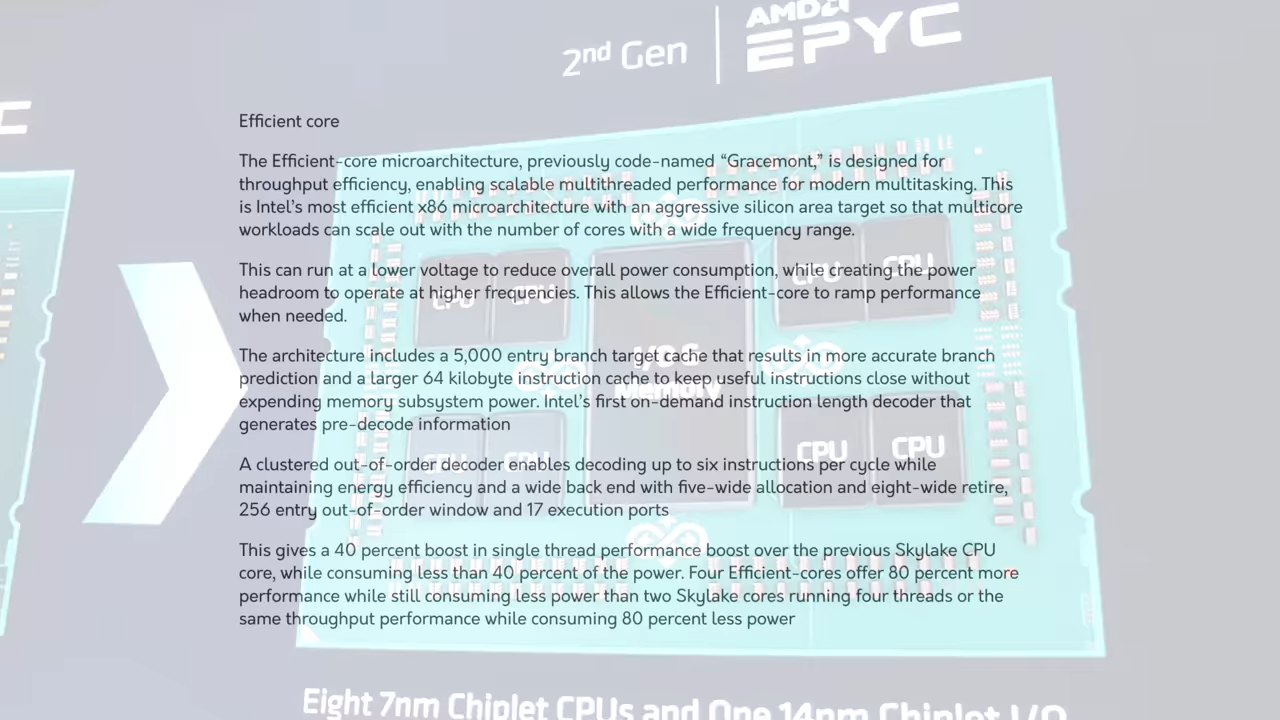 2nd Gen
AMD
EPYC
C
Efficient core
The Efficient-core microarchitecture, previously code-named “Gracemont,” is designed for
throughput efficiency, enabling scalable multithreaded performance for modern multitasking. This
is Intel’s most efficient x86 microarchitecture with an aggressive silicon area target so that multicore
workloads can scale out with the number of cores with a wide frequency range.
This can run at a lower voltage to reduce overall power consumption, while creating the power
headroom to operate at higher frequencies. This allows the Efficient-core to ramp performance
when needed.
The architecture includes a 5,000 entry branch target cache that results in more accurate branch
prediction and a larger 64 kilobyte instruction cache to keep useful instructions close without
expending memory subsystem power. Intel’s first on-demand instruction length decoder that
generates pre-decode information
A clustered out-of-order decoder enables decoding up to six instructions per cycle while
maintaining energy efficiency and a wide back end with five-wide allocation and eight-wide retire,
256 entry out-of-order window and 17 execution ports
This gives a 40 percent boost in single thread performance boost over the previous Skylake CPU
core, while consuming less than 40 percent of the power. Four Efficient-cores offer 80 percent more
performance while still consuming less power than two Skylake cores running four threads or the
same throughput performance while consuming 80 percent less power
CPU CPU
CPU CPU
I/O &
Memory
CPU CPU
CPU CPU
Eight 7nm Chiplet CPUs and One 14nm Chiplet I/O